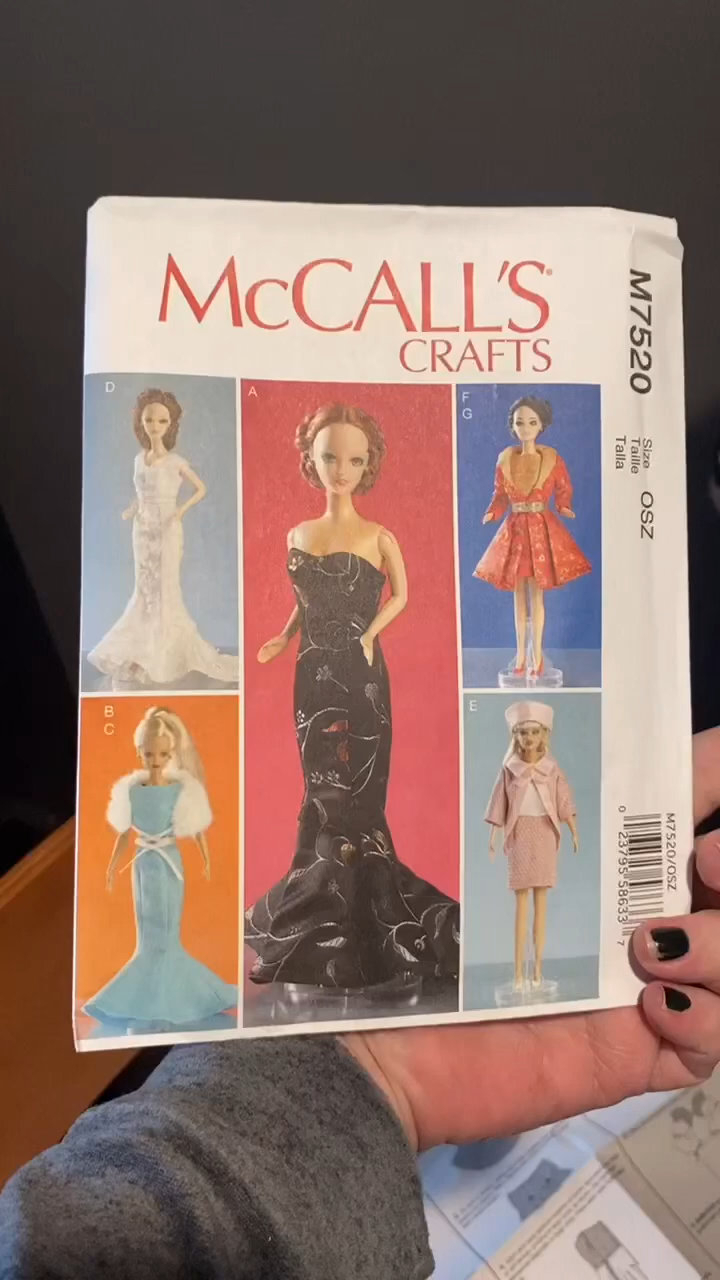 McCALL'S
CRAFTS
D
A
F
G
B
C
E
M7520
Size
Taille
Talla
OSZ
M7520/OSZ
0 23795 58633 7